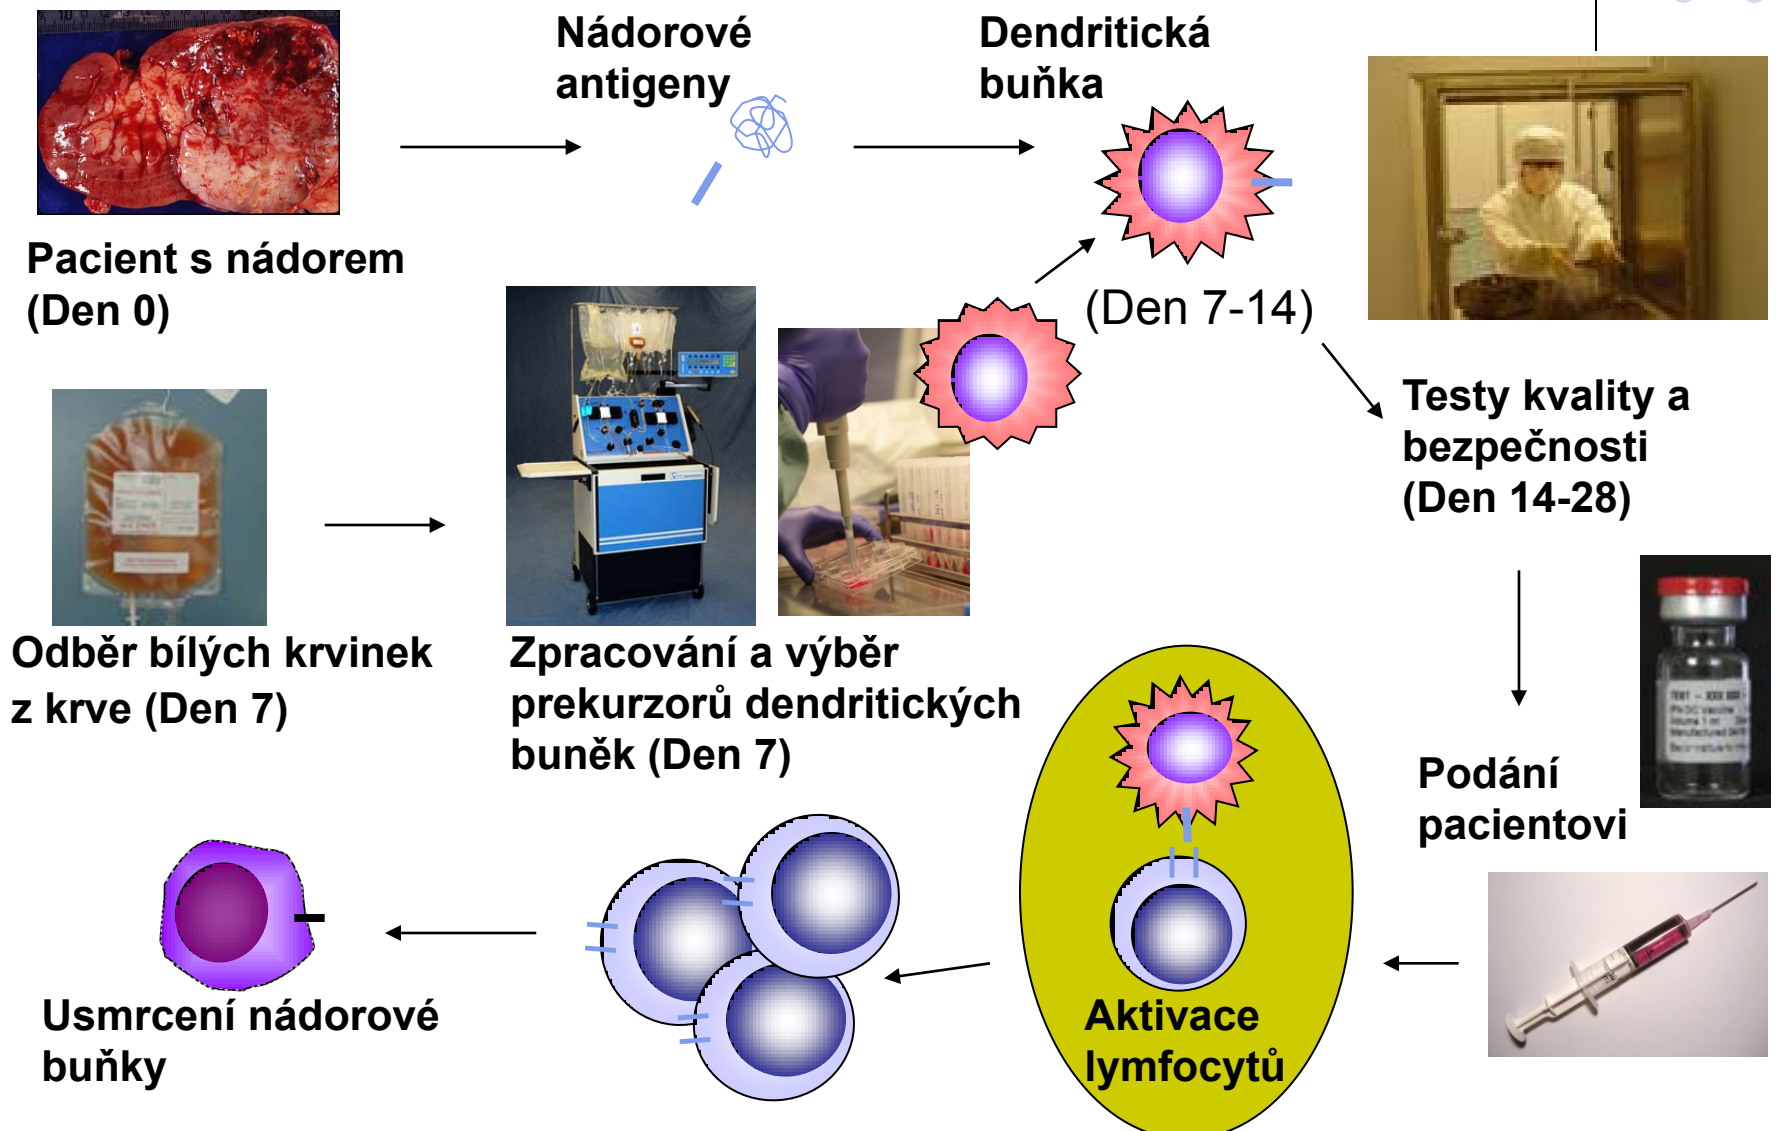 Nádorové
antigeny
Dendritická
buňka
Pacient s nádorem
(Den 0)
(Den 7-14)
Testy kvality a
bezpečnosti
(Den 14-28)
Odběr bílých krvinek
z krve (Den 7)
Zpracování a výběr
prekurzorů dendritických
buněk (Den 7)
Podání
pacientovi
Aktivace
lymfocytů
Usmrcení nádorové
buňky